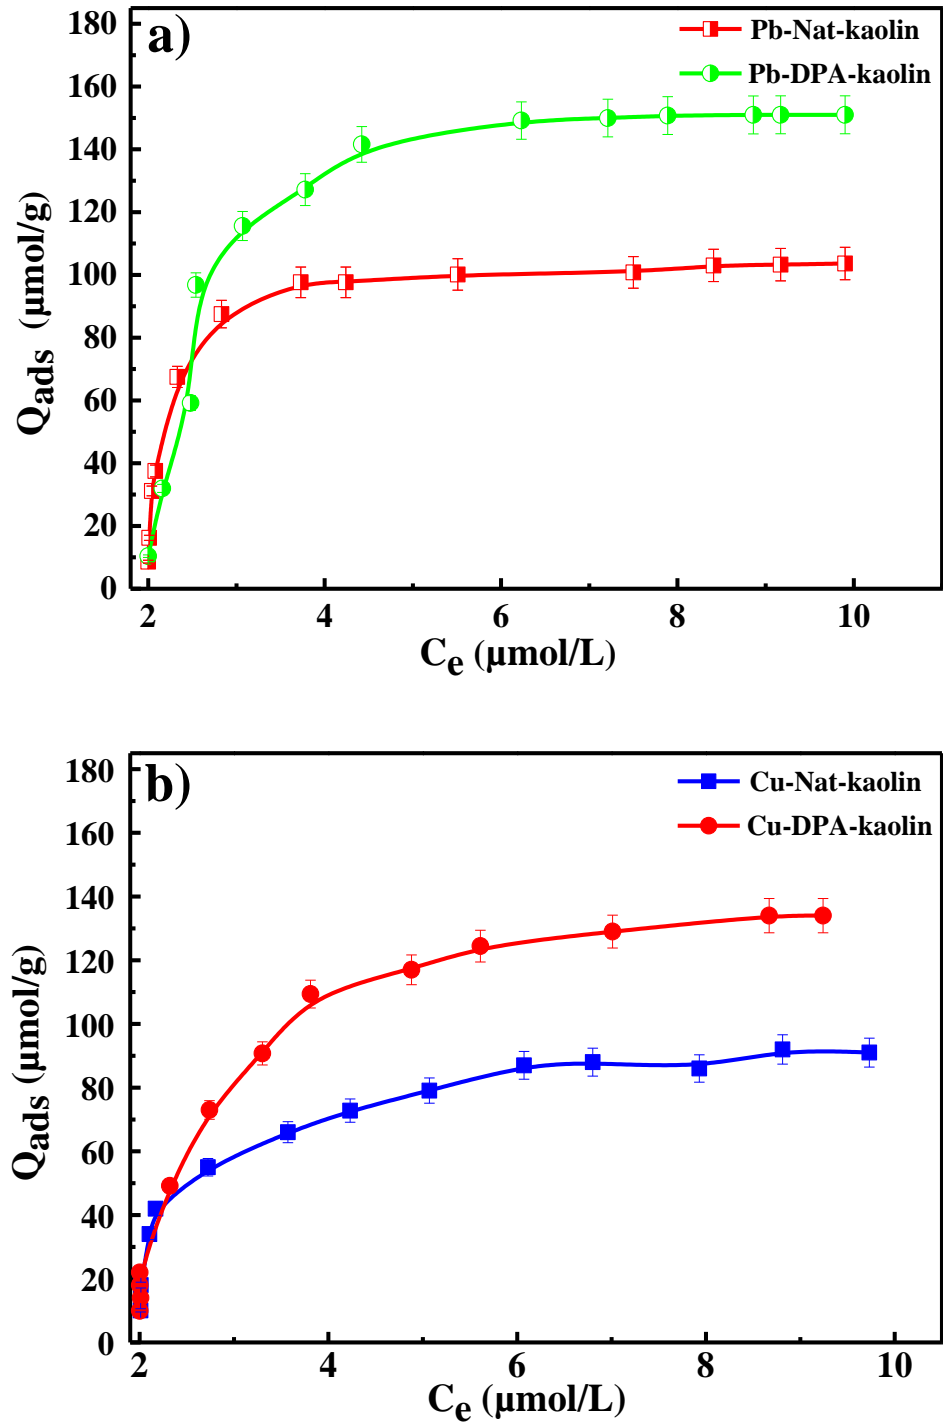 a)
Pb-Nat-kaolin
Pb-DPA-kaolin
180
160
140
120
100
80
60
40
20
0
Qads (μmol/g)
2 4 6 8 10
Ce (μmol/L)
b)
Cu-Nat-kaolin
Cu-DPA-kaolin
180
160
140
120
100
80
60
40
20
0
Qads (μmol/g)
2 4 6 8 10
Ce (μmol/L)